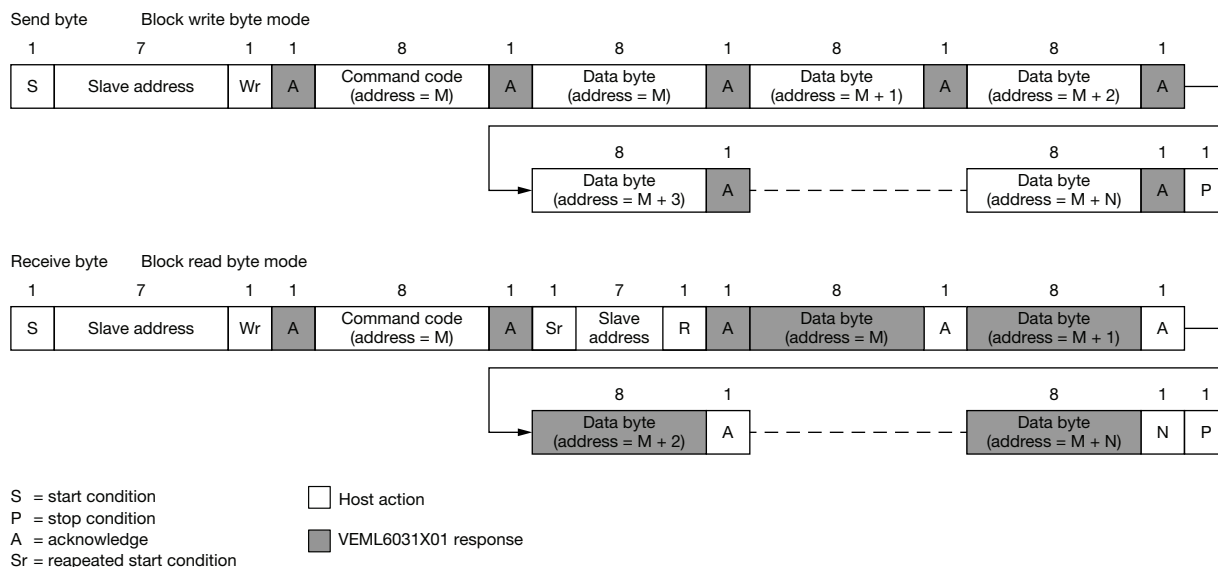 Send byte Block write byte mode
1 7 1 1 8 1 8 1 8 1 8 1
S Slave address Wr A Command code (address = M) A Data byte (address = M) A Data byte (address = M + 1) A Data byte (address = M + 2) A
8 1 8 1 1
Data byte (address = M + 3) A Data byte (address = M + N) A P
Receive byte Block read byte mode
1 7 1 1 8 1 1 7 1 1 8 1 8 1
S Slave address Wr A Command code (address = M) A Sr Slave address R A Data byte (address = M) A Data byte (address = M + 1) A
8 1 8 1 1
Data byte (address = M + 2) A Data byte (address = M + N) N P
S = start condition
P = stop condition
A = acknowledge
Sr = reapeated start condition
Host action
VEML6031X01 response